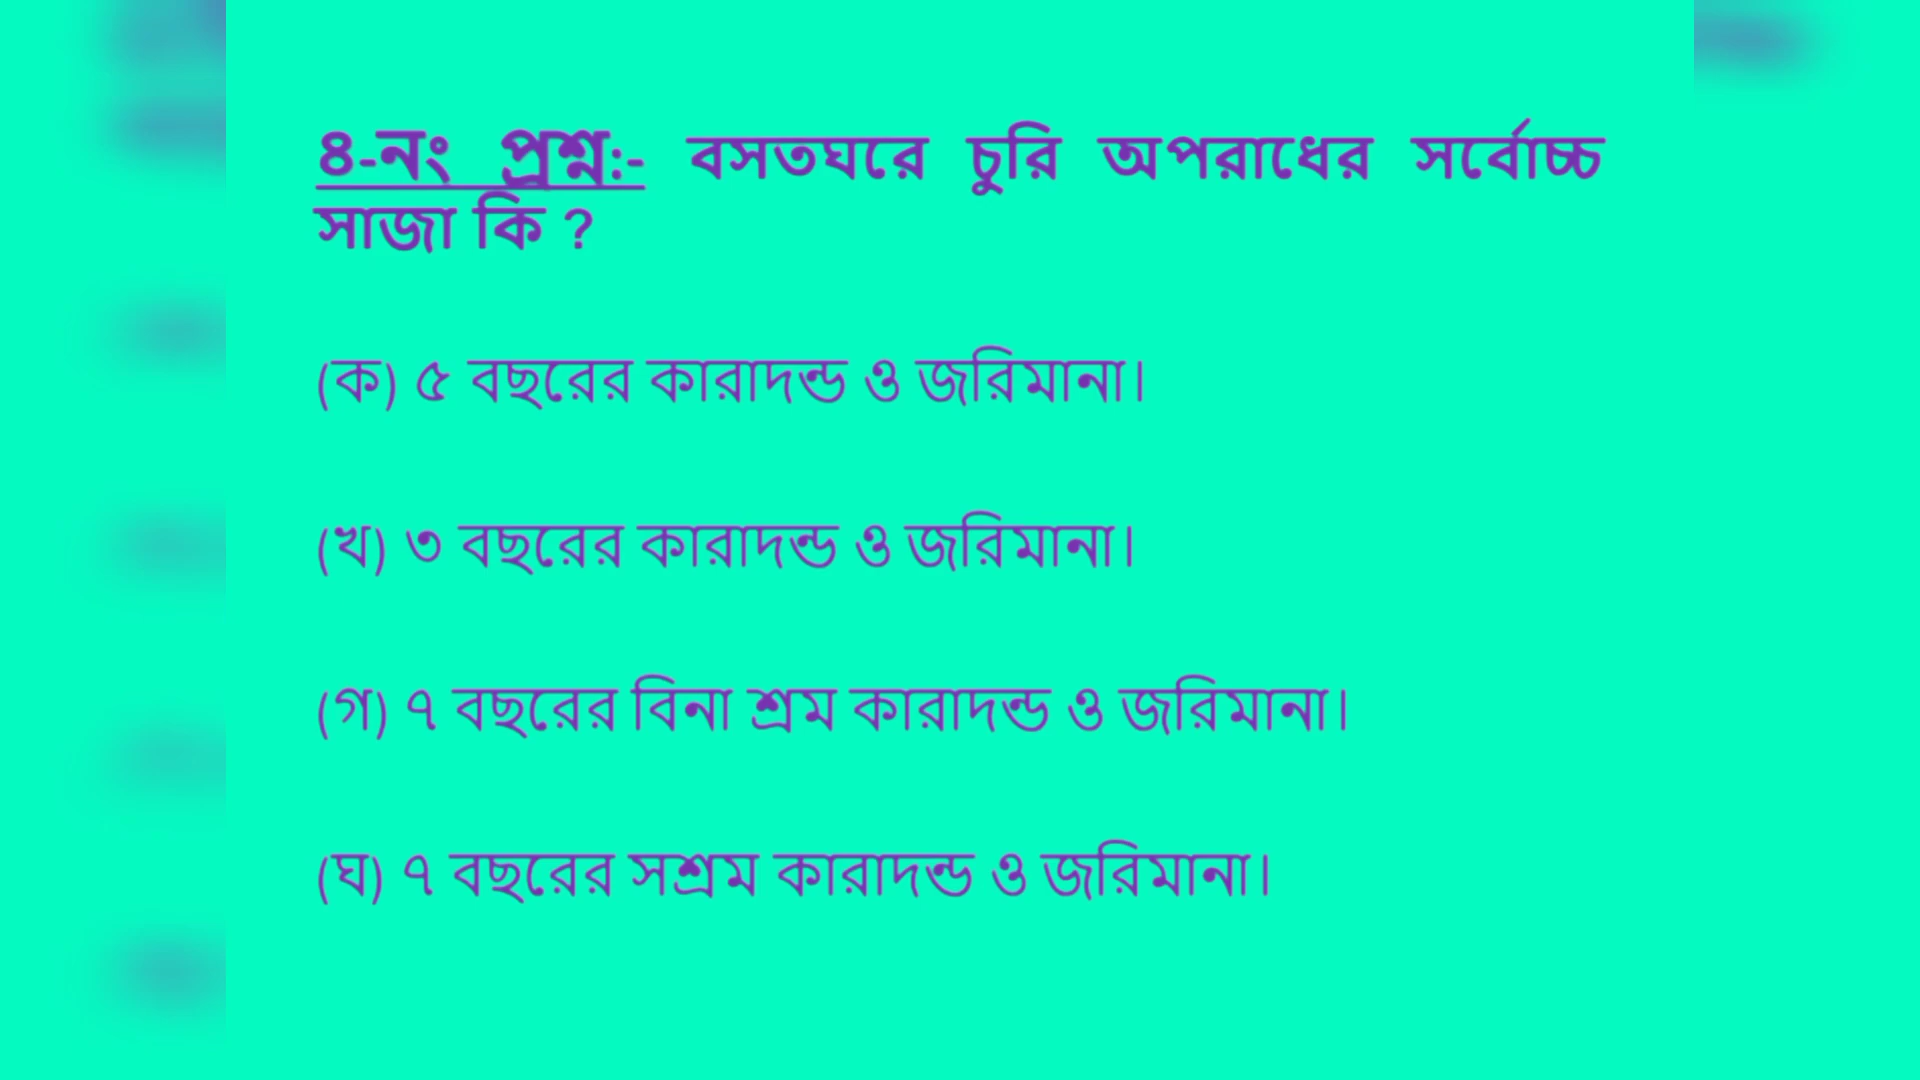 ৪-নং প্রশ্ন:- বসতঘরে চুরি অপরাধের সর্বোচ্চ
সাজা কি ?
(ক) ৫ বছরের কারাদন্ড ও জরিমানা।
(খ) ৩ বছরের কারাদন্ড ও জরিমানা।
(গ) ৭ বছরের বিনা শ্রম কারাদন্ড ও জরিমানা।
(ঘ) ৭ বছরের সশ্রম কারাদন্ড ও জরিমানা।